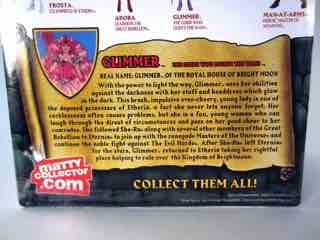 FROSTA
ARORA
GLIMMER
MAN-AT-ARMS
GLIMMER
REAL NAME: GLIMMER, OF THE ROYAL HOUSE OF BRIGHT MOON
With the power to light the way, Glimmer uses her abilities
against the darkness with her staff and headdress which glow
in the dark. This brash, impulsive over-cheery, young lady is one of
the deposed princesses of Etheria, a fact she never lets anyone forget. Her
recklessness often causes problems, but she is a fun, young woman who can
laugh through the direst of circumstances and pass on her good cheer to her
comrades. She followed She-Ra along with several other members of the Great
Rebellion to Eternia to join up with the renegade Masters of the Universe and
continue the noble fight against The Evil Horde. After She-Ra left Eternia
for the stars, Glimmer returned to Etheria taking her rightful
place helping to rule over the Kingdom of Brightmoon.
MATTY
COLLECTOR
.COM
COLLECT THEM ALL!